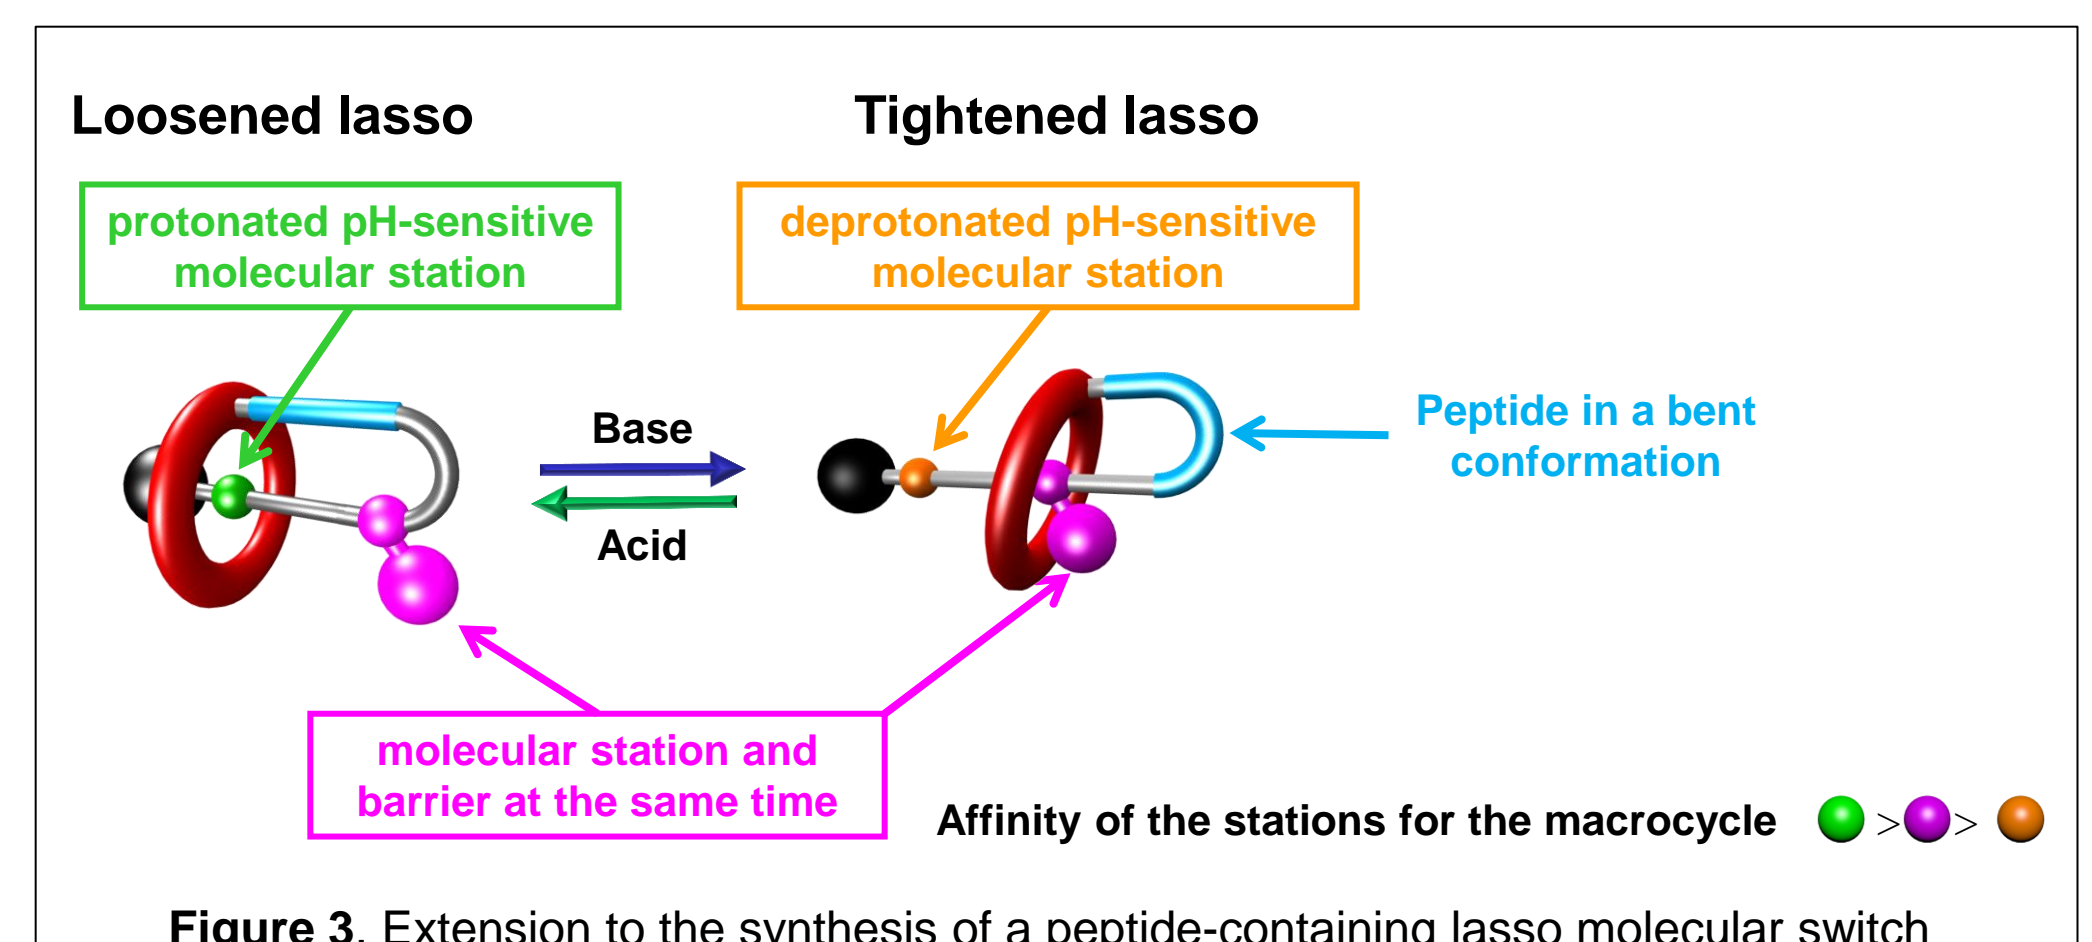 Loosened lasso
Tightened lasso
protonated pH-sensitive
molecular station
deprotonated pH-sensitive
molecular station
Base
Acid
Peptide in a bent
conformation
molecular station and
barrier at the same time
Affinity of the stations for the macrocycle > >
Figure 3. Extension to the synthesis of a peptide-containing lasso molecular switch